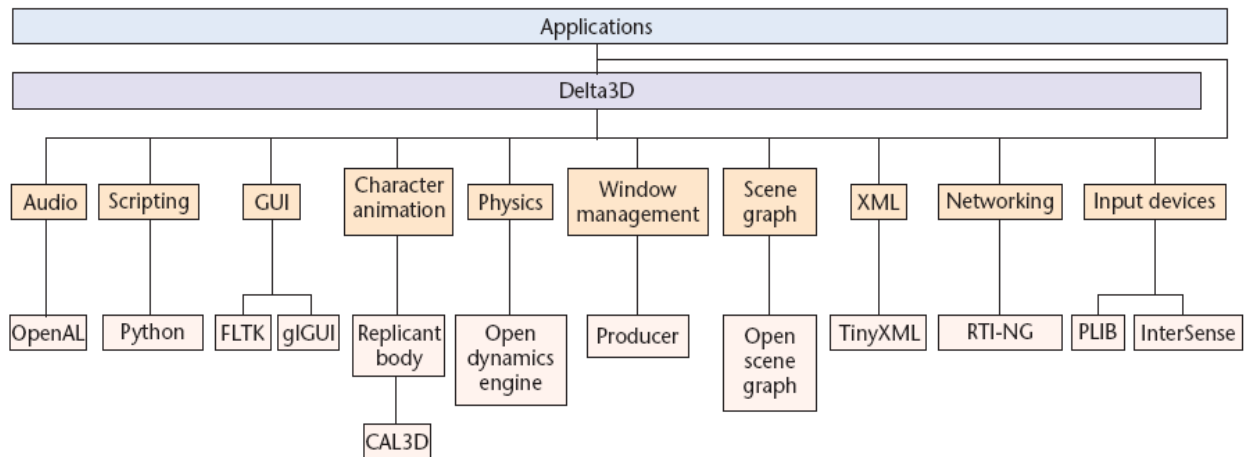 Applications
Delta3D
Audio
Scripting
GUI
Character
animation
Physics
Window
management
Scene
graph
XML
Networking
Input devices
OpenAL
Python
FLTK
glGUI
Replicant
body
Open
dynamics
engine
Producer
Open
scene
graph
TinyXML
RTI-NG
PLIB
InterSense
CAL3D